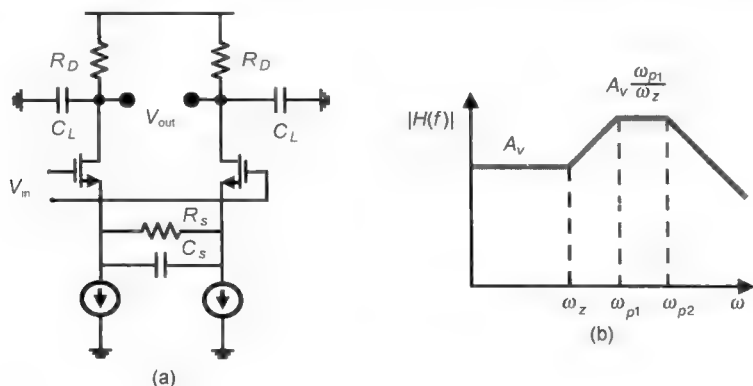 R_D
R_D
C_L
V_out
C_L
V_in
R_s
C_s
(a)
|H(f)|
A_v
A_v ω_p1/ω_z
ω_z
ω_p1
ω_p2
ω
(b)